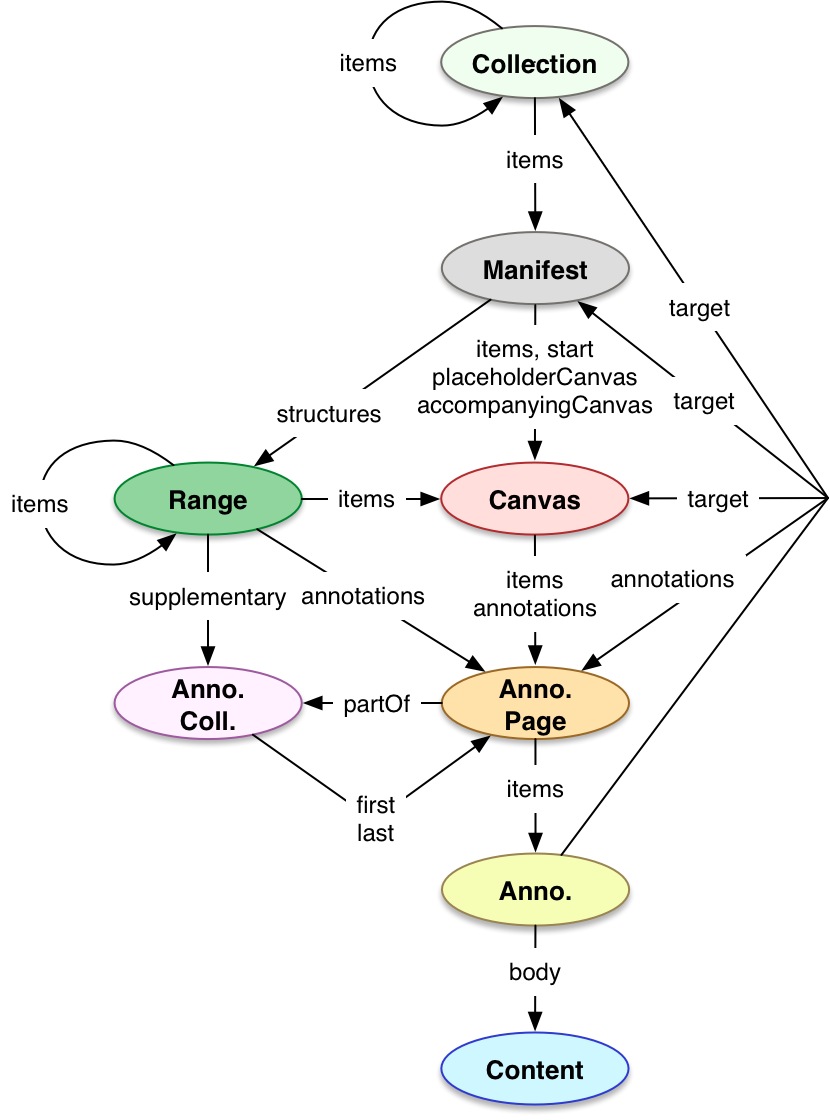 Collection
items
items
Manifest
target
items, start
placeholderCanvas
accompanyingCanvas
target
structures
Range
items
items
Canvas
target
supplementary
annotations
items
annotations
annotations
Anno.
Coll.
partOf
Anno.
Page
first
last
items
Anno.
body
Content